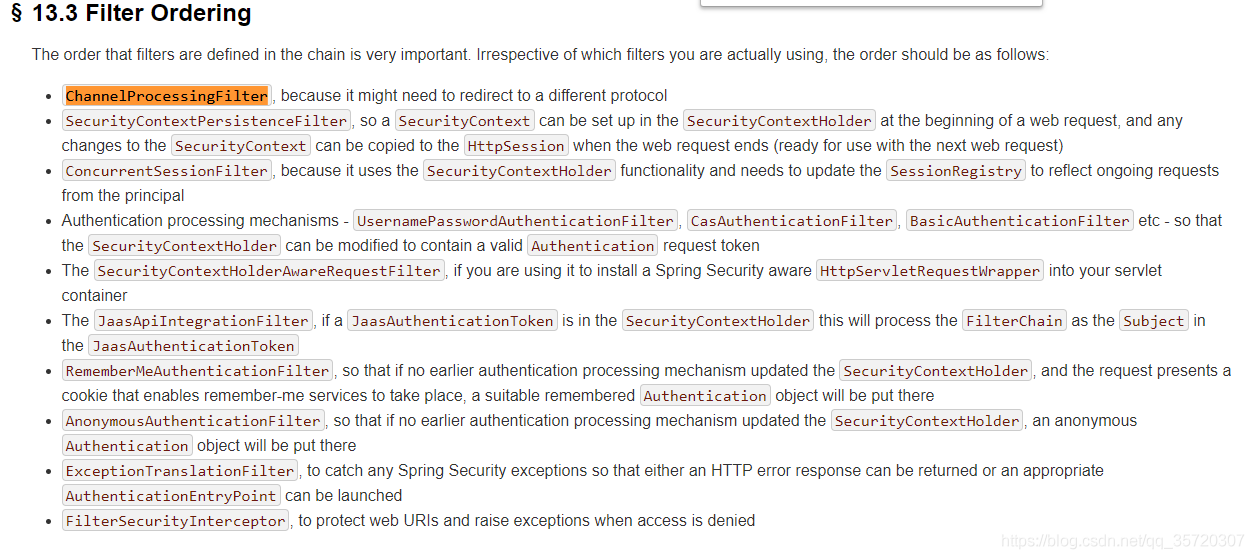 § 13.3 Filter Ordering
The order that filters are defined in the chain is very important. Irrespective of which filters you are actually using, the order should be as follows:
• ChannelProcessingFilter, because it might need to redirect to a different protocol
• SecurityContextPersistenceFilter, so a SecurityContext can be set up in the SecurityContextHolder at the beginning of a web request, and any
changes to the SecurityContext can be copied to the HttpSession when the web request ends (ready for use with the next web request)
• ConcurrentSessionFilter, because it uses the SecurityContextHolder functionality and needs to update the SessionRegistry to reflect ongoing requests
from the principal
• Authentication processing mechanisms - UsernamePasswordAuthenticationFilter, CasAuthenticationFilter, BasicAuthenticationFilter etc - so that
the SecurityContextHolder can be modified to contain a valid Authentication request token
• The SecurityContextHolderAwareRequestFilter, if you are using it to install a Spring Security aware HttpServletRequestWrapper into your servlet
container
• The JaasApiIntegrationFilter, if a JaasAuthenticationToken is in the SecurityContextHolder this will process the FilterChain as the Subject in
the JaasAuthenticationToken
• RememberMeAuthenticationFilter, so that if no earlier authentication processing mechanism updated the SecurityContextHolder, and the request presents a
cookie that enables remember-me services to take place, a suitable remembered Authentication object will be put there
• AnonymousAuthenticationFilter, so that if no earlier authentication processing mechanism updated the SecurityContextHolder, an anonymous
Authentication object will be put there
• ExceptionTranslationFilter, to catch any Spring Security exceptions so that either an HTTP error response can be returned or an appropriate
AuthenticationEntryPoint can be launched
• FilterSecurityInterceptor, to protect web URIs and raise exceptions when access is denied
https://blog.csdn.net/qq_35720307